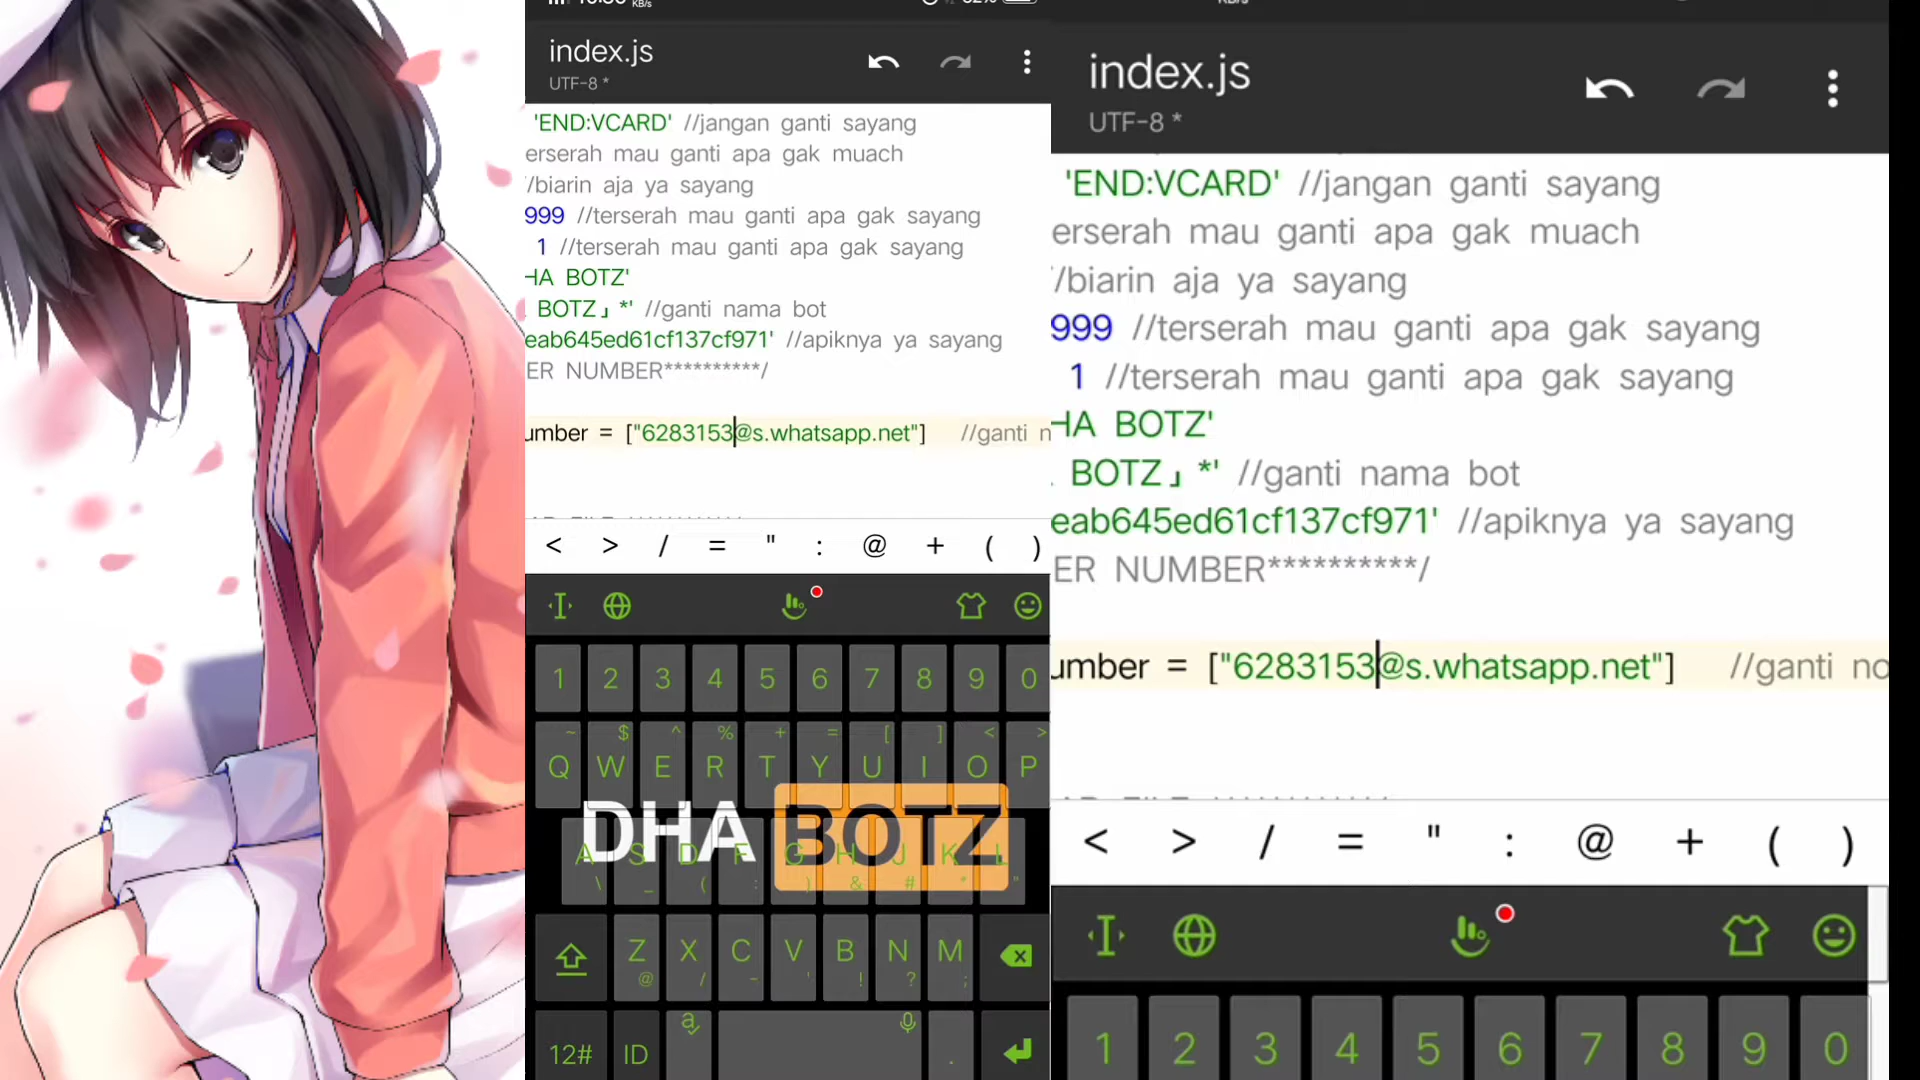 KB/s
index.js
UTF-8 *
'END:VCARD' //jangan ganti sayang
erserah mau ganti apa gak muach
/biarin aja ya sayang
999 //terserah mau ganti apa gak sayang
1 //terserah mau ganti apa gak sayang
HA BOTZ'
BOTZ」*' //ganti nama bot
eab645ed61cf137cf971' //apiknya ya sayang
ER NUMBER**********/
umber = ["6283153@s.whatsapp.net"] //ganti n
< > / = " : @ + ( )
1 2 3 4 5 6 7 8 9 0
~ $ ^ % + = [ ] < >
Q W E R T Y U I O P
DHA BOTZ
A S D F G H J K L
\ _ ( : ) & # * "
Z X C V B N M
@ / - ' ! ? ;
12# ID a .
KB/s
index.js
UTF-8 *
'END:VCARD' //jangan ganti sayang
erserah mau ganti apa gak muach
/biarin aja ya sayang
999 //terserah mau ganti apa gak sayang
1 //terserah mau ganti apa gak sayang
HA BOTZ'
BOTZ」*' //ganti nama bot
eab645ed61cf137cf971' //apiknya ya sayang
ER NUMBER**********/
umber = ["6283153@s.whatsapp.net"] //ganti no
< > / = " : @ + ( )
1 2 3 4 5 6 7 8 9 0